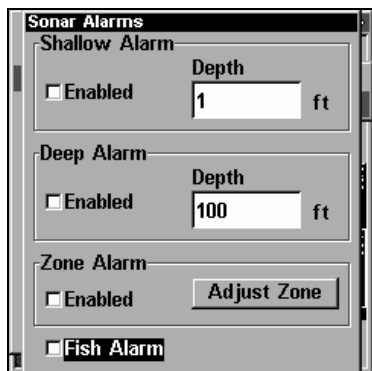 Sonar Alarms
Shallow Alarm
Depth
Enabled
1 ft
Deep Alarm
Depth
Enabled
100 ft
Zone Alarm
Enabled
Adjust Zone
Fish Alarm